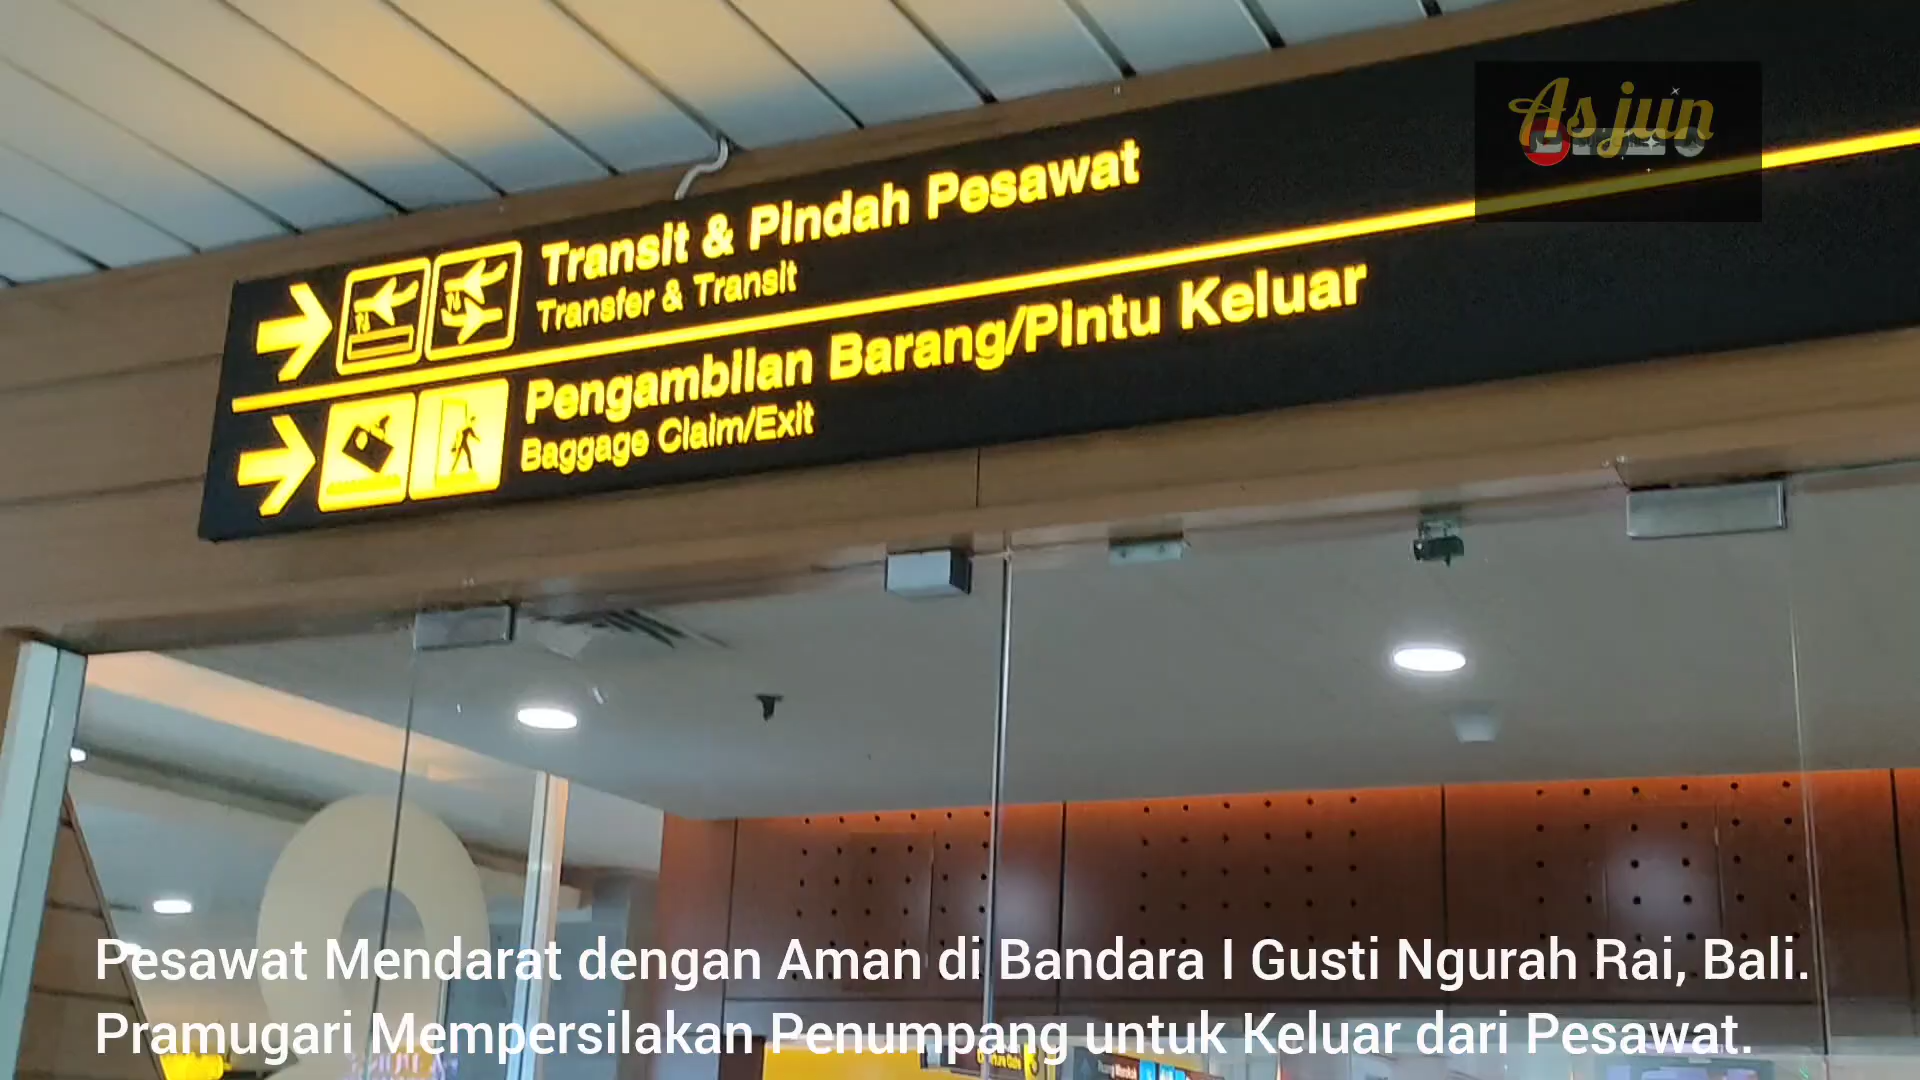 As jun
Transit & Pindah Pesawat
Transfer & Transit
Pengambilan Barang/Pintu Keluar
Baggage Claim/Exit
Pesawat Mendarat dengan Aman di Bandara I Gusti Ngurah Rai, Bali.
Pramugari Mempersilakan Penumpang untuk Keluar dari Pesawat.